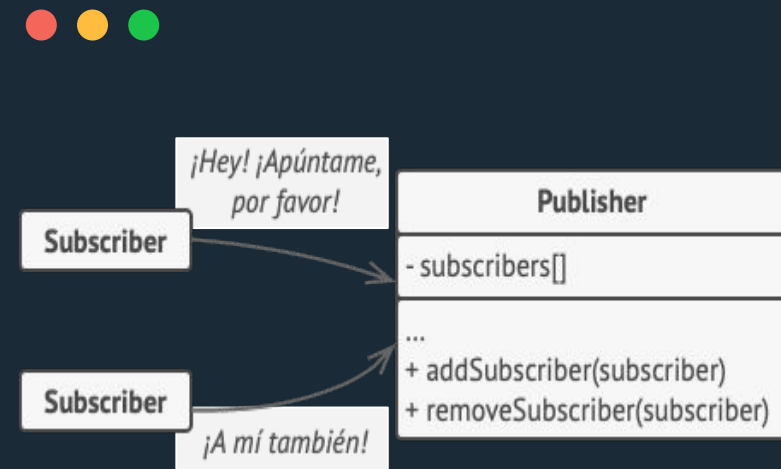 ¡Hey! ¡Apúntame,
por favor!
Subscriber
Publisher
- subscribers[]
...
+ addSubscriber(subscriber)
+ removeSubscriber(subscriber)
Subscriber
¡A mí también!